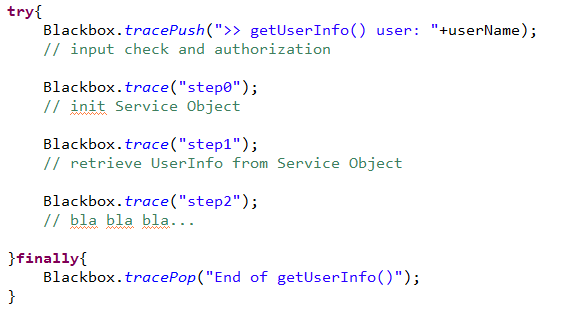 try{
    Blackbox.tracePush(">> getUserInfo() user: "+userName);
    // input check and authorization

    Blackbox.trace("step0");
    // init Service Object

    Blackbox.trace("step1");
    // retrieve UserInfo from Service Object

    Blackbox.trace("step2");
    // bla bla bla...

}finally{
    Blackbox.tracePop("End of getUserInfo()");
}